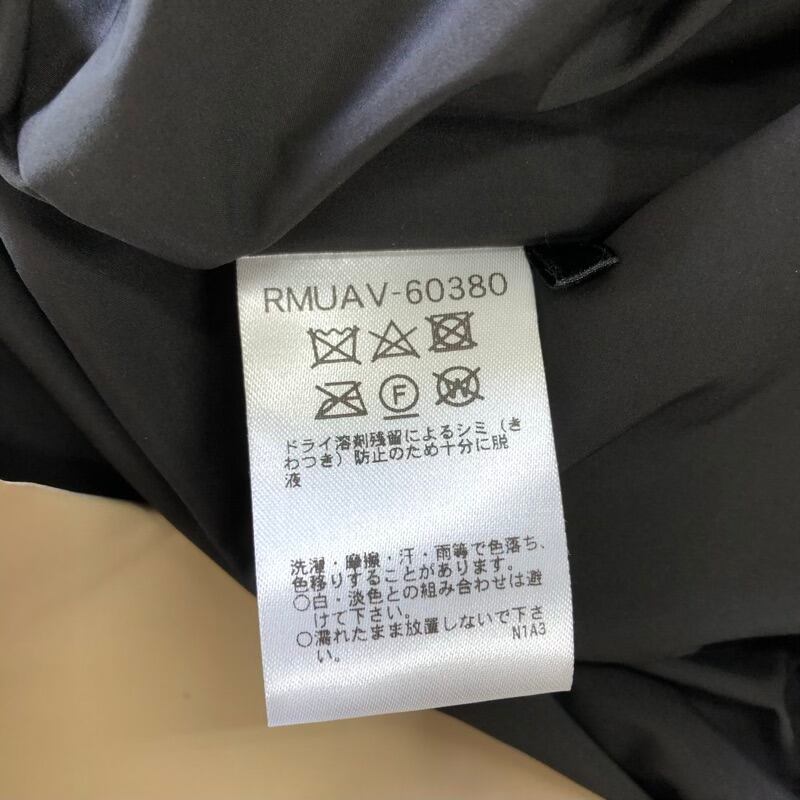 RMUAV-60380
F W
ドライ溶剤残留によるシミ（き
わつき）防止のため十分に脱
液
洗濯・摩擦・汗・雨等で色落ち、
色移りすることがあります。
○白・淡色との組み合わせは避
けて下さい。
○濡れたまま放置しないで下さ
い。
N1A3